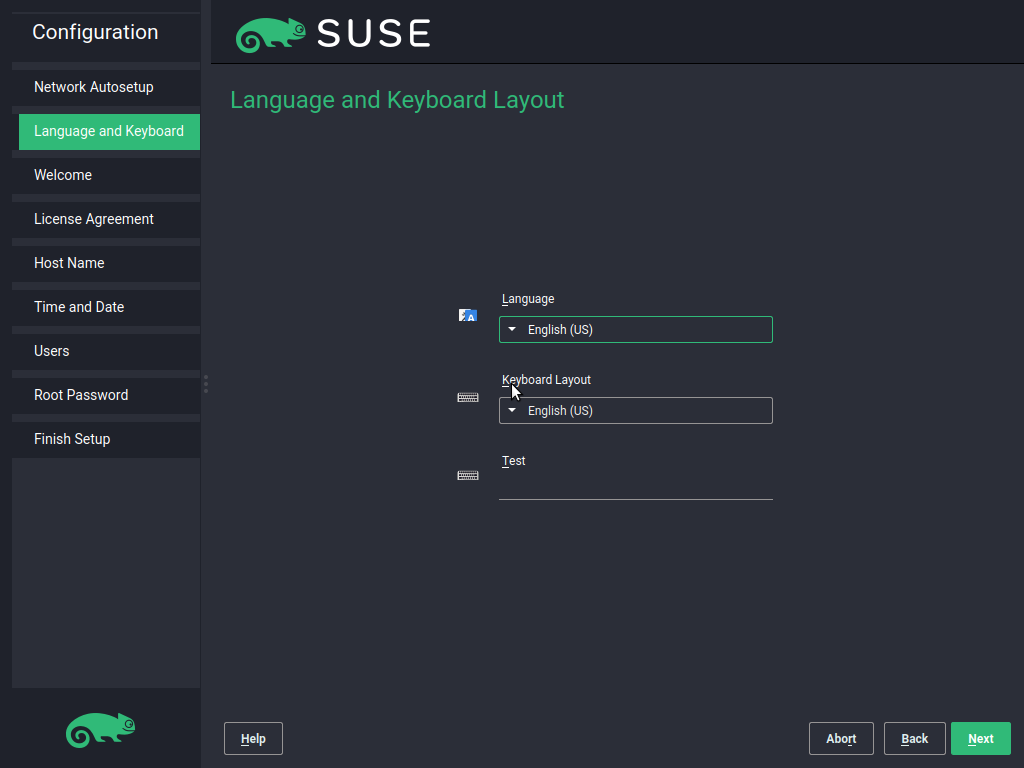 Configuration
Network Autosetup
Language and Keyboard
Welcome
License Agreement
Host Name
Time and Date
Users
Root Password
Finish Setup
SUSE
Language and Keyboard Layout
Language
English (US)
Keyboard Layout
English (US)
Test
Help
Abort
Back
Next